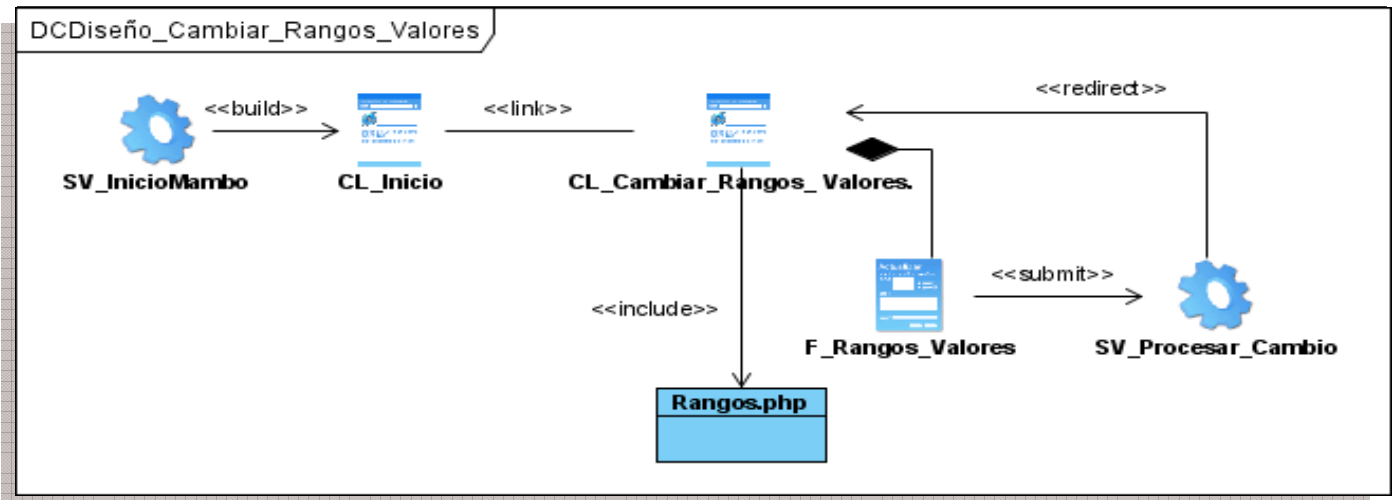 DCDiseño_Cambiar_Rangos_Valores
<<redirect>>
<<build>>
<<link>>
SV_InicioMambo
CL_Inicio
CL_Cambiar_Rangos_ Valores.
<<submit>>
<<include>>
F_Rangos_Valores
SV_Procesar_Cambio
Rangos.php